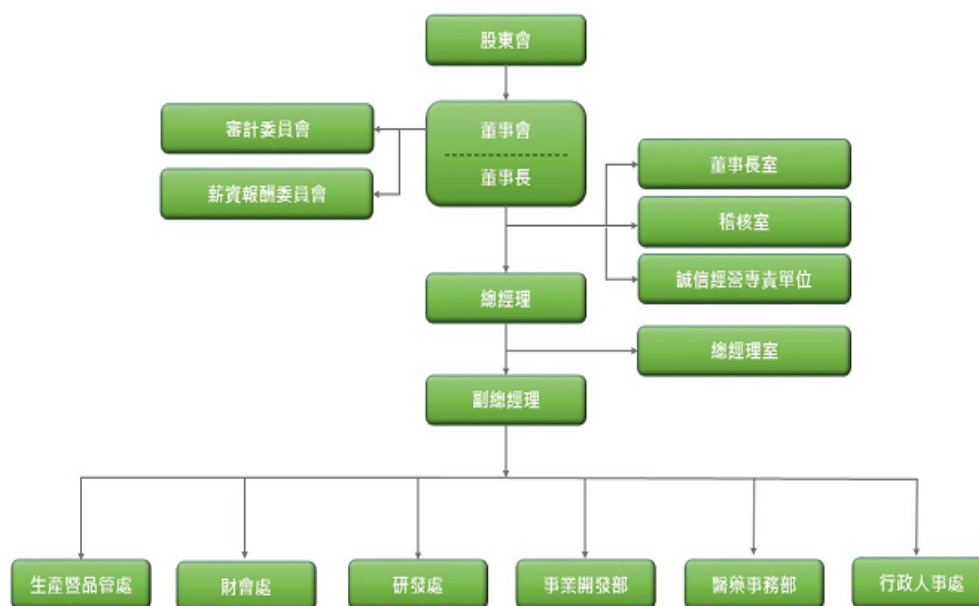 股東會
董事會
董事長
審計委員會
薪資報酬委員會
董事長室
稽核室
誠信經營專責單位
總經理
總經理室
副總經理
生產暨品管處
財會處
研發處
事業開發部
醫藥事務部
行政人事處